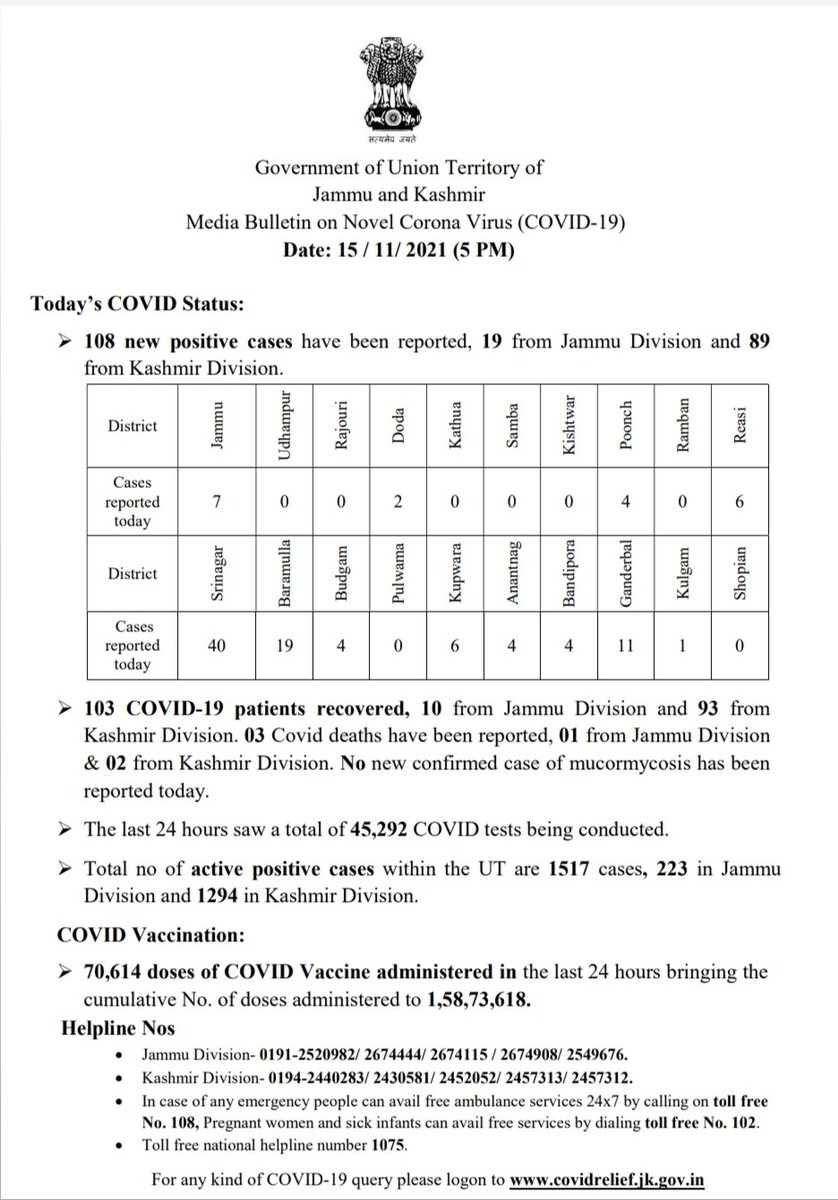 सत्यमेव जयते
Government of Union Territory of
Jammu and Kashmir
Media Bulletin on Novel Corona Virus (COVID-19)
Date: 15 / 11/ 2021 (5 PM)
Today’s COVID Status:
➢ 108 new positive cases have been reported, 19 from Jammu Division and 89
from Kashmir Division.
District Jammu Udhampur Rajouri Doda Kathua Samba Kishtwar Poonch Ramban Reasi
Cases
reported
today 7 0 0 2 0 0 0 4 0 6
District Srinagar Baramulla Budgam Pulwama Kupwara Anantnag Bandipora Ganderbal Kulgam Shopian
Cases
reported
today 40 19 4 0 6 4 4 11 1 0
➢ 103 COVID-19 patients recovered, 10 from Jammu Division and 93 from
Kashmir Division. 03 Covid deaths have been reported, 01 from Jammu Division
& 02 from Kashmir Division. No new confirmed case of mucormycosis has been
reported today.
➢ The last 24 hours saw a total of 45,292 COVID tests being conducted.
➢ Total no of active positive cases within the UT are 1517 cases, 223 in Jammu
Division and 1294 in Kashmir Division.
COVID Vaccination:
➢ 70,614 doses of COVID Vaccine administered in the last 24 hours bringing the
cumulative No. of doses administered to 1,58,73,618.
Helpline Nos
• Jammu Division- 0191-2520982/ 2674444/ 2674115 / 2674908/ 2549676.
• Kashmir Division- 0194-2440283/ 2430581/ 2452052/ 2457313/ 2457312.
• In case of any emergency people can avail free ambulance services 24x7 by calling on toll free
No. 108, Pregnant women and sick infants can avail free services by dialing toll free No. 102.
• Toll free national helpline number 1075.
For any kind of COVID-19 query please logon to www.covidrelief.jk.gov.in